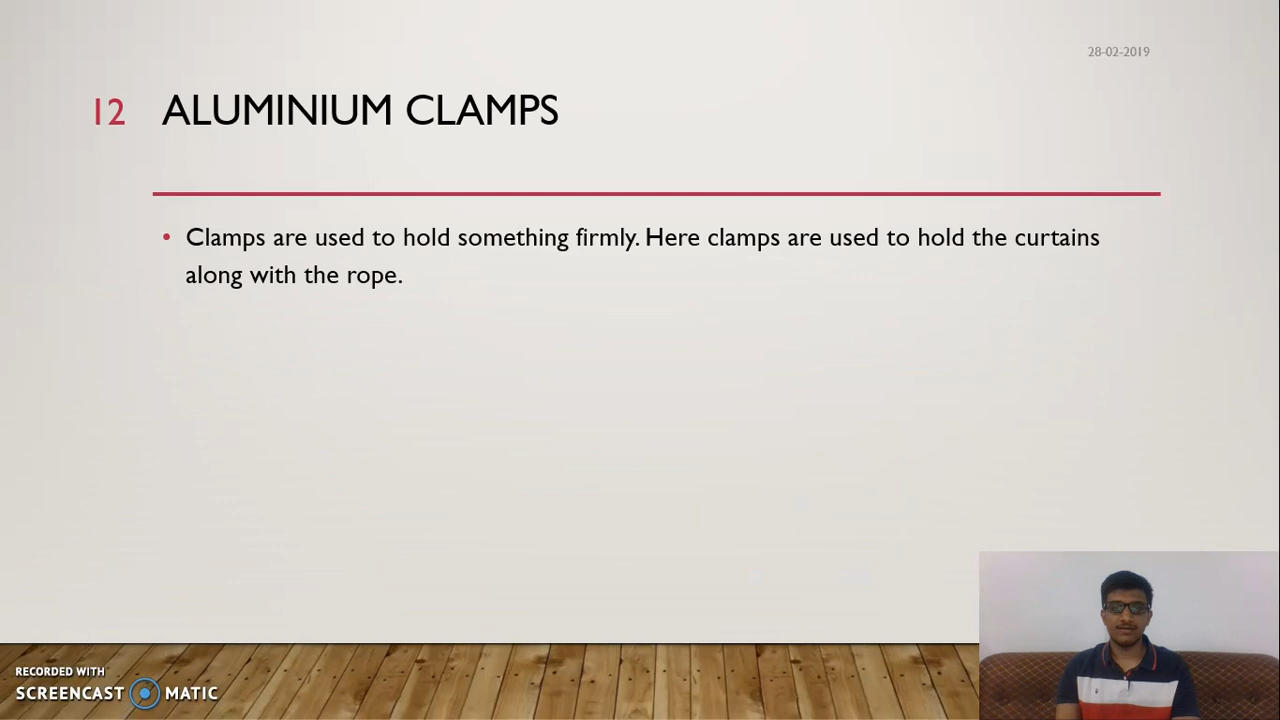 28-02-2019
12 ALUMINIUM CLAMPS
• Clamps are used to hold something firmly. Here clamps are used to hold the curtains
along with the rope.
RECORDED WITH
SCREENCAST MATIC